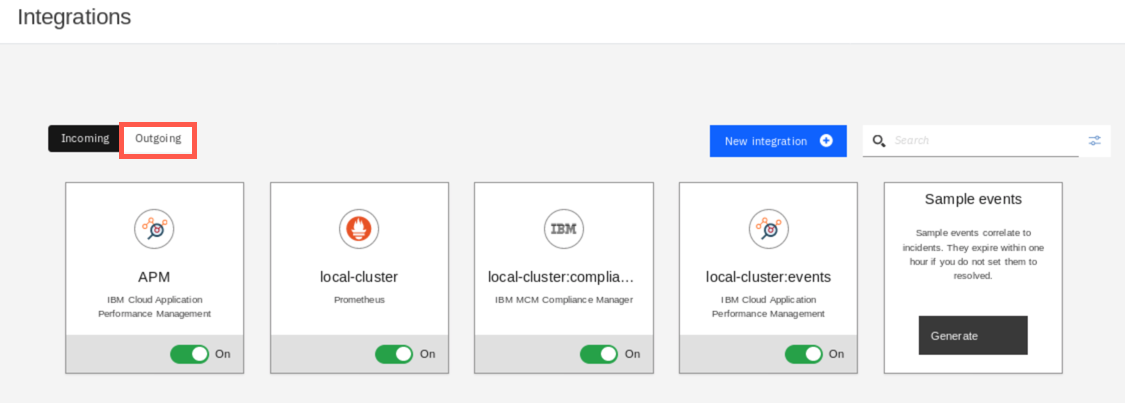 Integrations
Incoming
Outgoing
New integration
Search
APM
IBM Cloud Application
Performance Management
On
local-cluster
Prometheus
On
IBM
local-cluster:complia...
IBM MCM Compliance Manager
On
local-cluster:events
IBM Cloud Application
Performance Management
On
Sample events
Sample events correlate to
incidents. They expire within one
hour if you do not set them to
resolved.
Generate